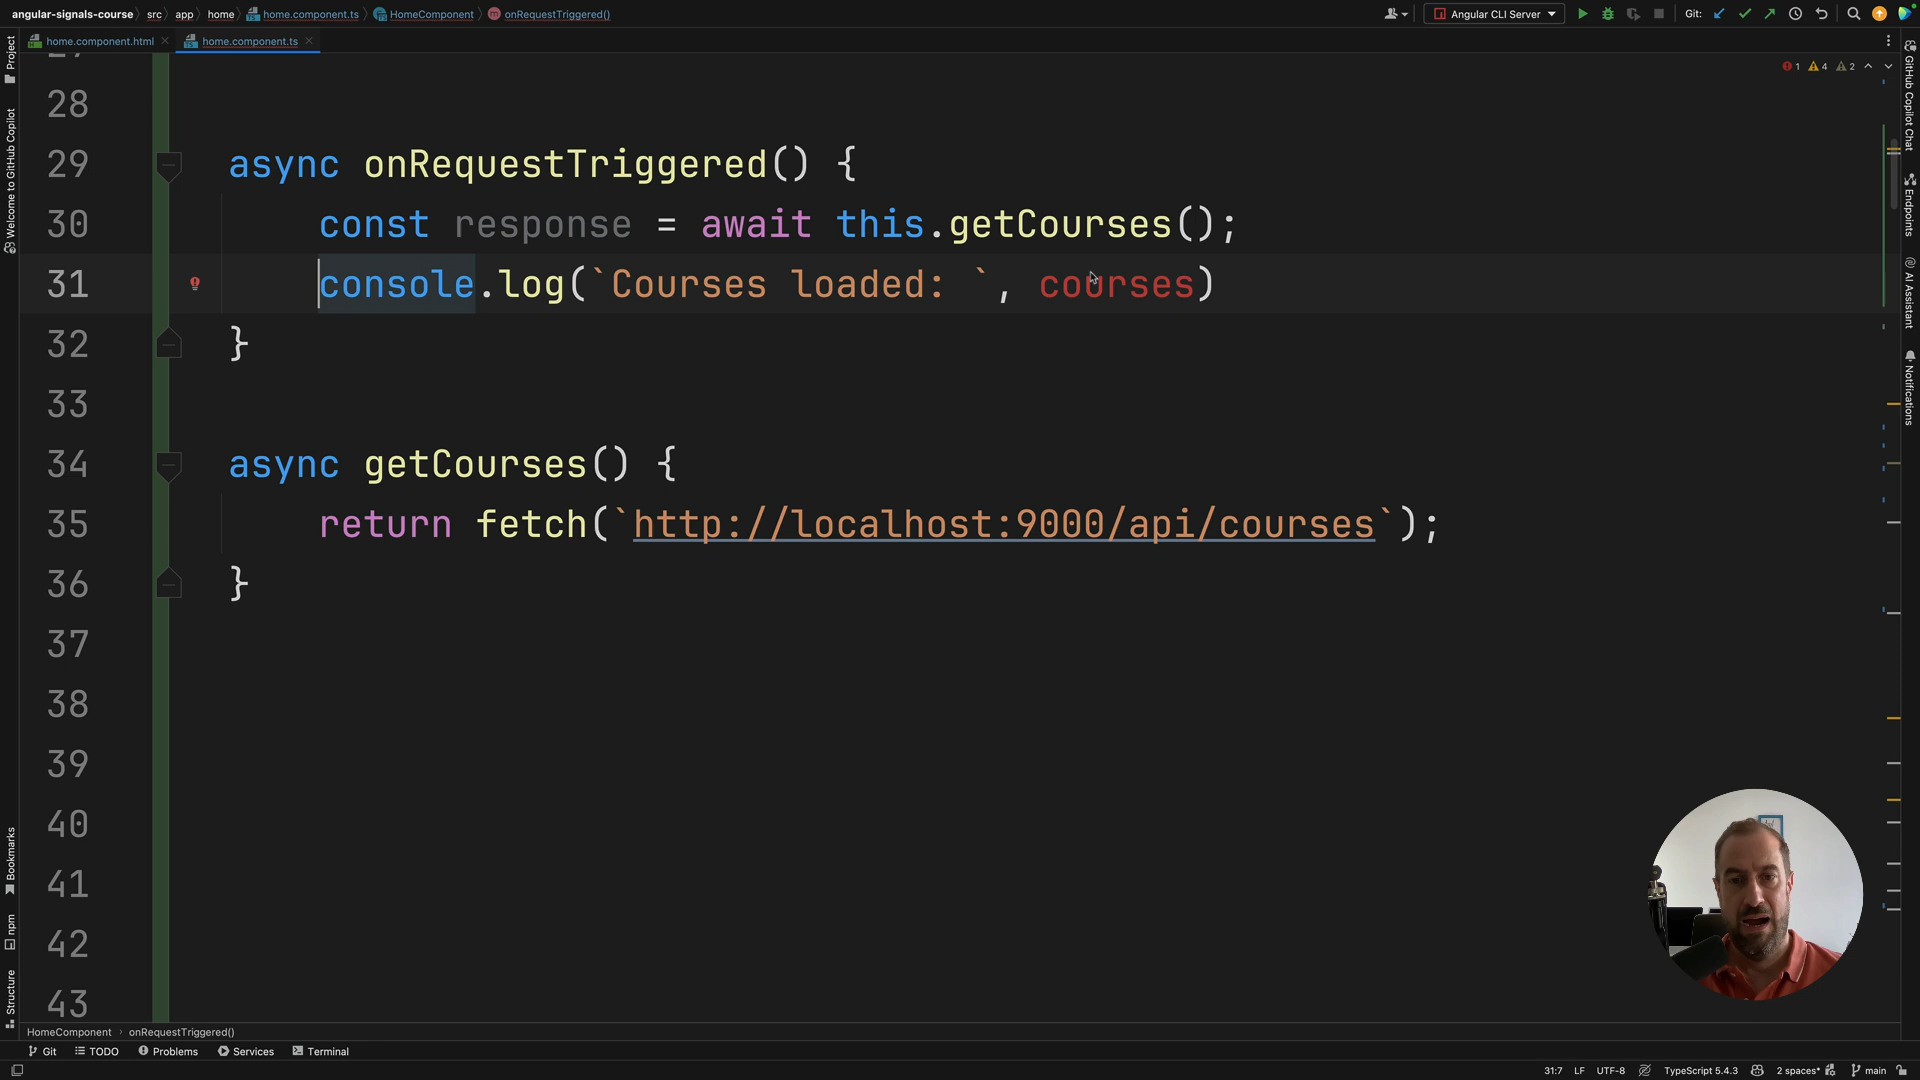 angular-signals-course src app home home.component.ts HomeComponent onRequestTriggered()
Angular CLI Server Git:
home.component.html home.component.ts
1 4 2
28
29 async onRequestTriggered() {
30 const response = await this.getCourses();
31 console.log(`Courses loaded: `, courses)
32 }
33
34 async getCourses() {
35 return fetch(`http://localhost:9000/api/courses`);
36 }
37
38
39
40
41
42
43
Project
Welcome to GitHub Copilot
Bookmarks
npm
Structure
GitHub Copilot Chat
Endpoints
AI Assistant
Notifications
HomeComponent › onRequestTriggered()
Git TODO Problems Services Terminal
31:7 LF UTF-8 TypeScript 5.4.3 2 spaces* main